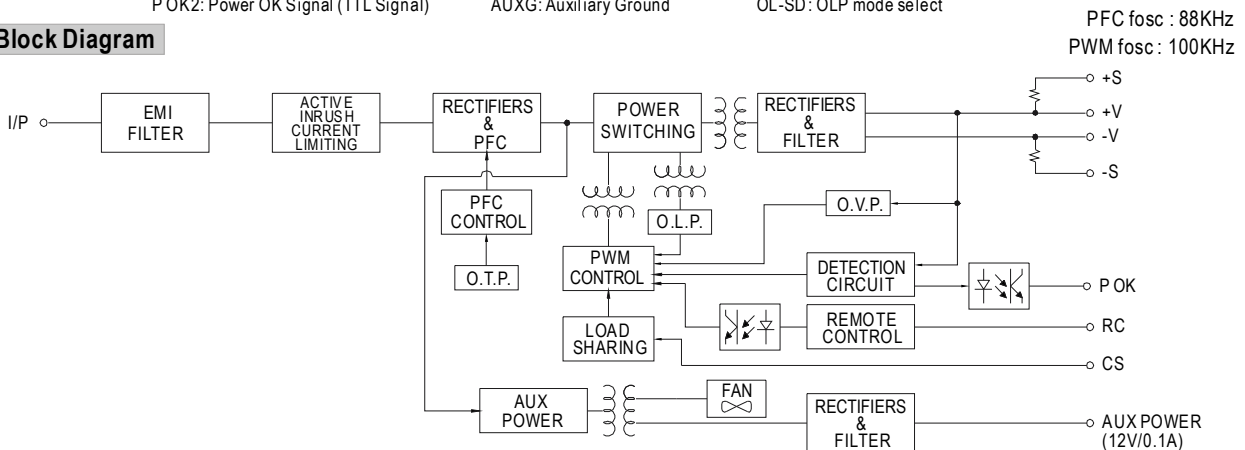 P OK2: Power OK Signal (TTL Signal) AUXG: Auxiliary Ground OL-SD: OLP mode select
PFC fosc : 88KHz
Block Diagram
PWM fosc : 100KHz
+S
I/P
EMI
FILTER
ACTIVE
INRUSH
CURRENT
LIMITING
RECTIFIERS
&
PFC
POWER
SWITCHING
RECTIFIERS
&
FILTER
+V
-V
-S
PFC
CONTROL
O.L.P.
O.V.P.
O.T.P.
PWM
CONTROL
DETECTION
CIRCUIT
P OK
LOAD
SHARING
REMOTE
CONTROL
RC
CS
AUX
POWER
FAN
RECTIFIERS
&
FILTER
AUX POWER
(12V/0.1A)